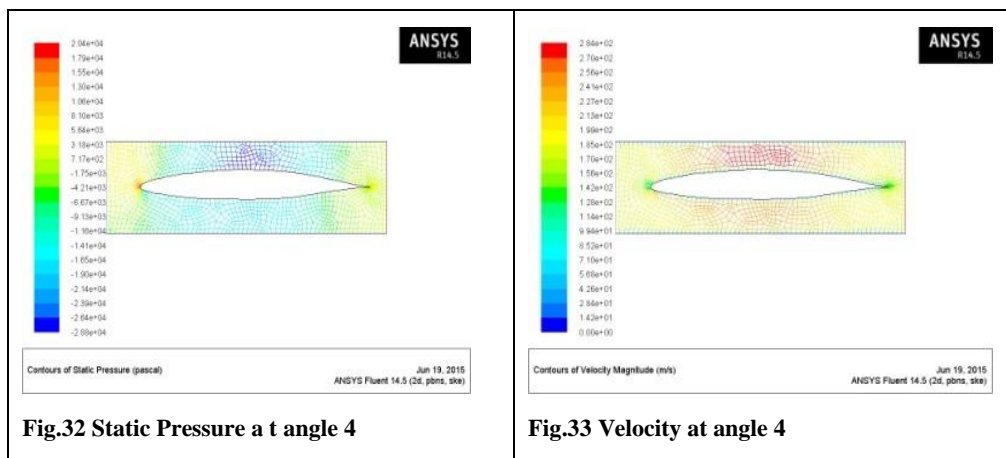 ANSYS
R14.5
2.04e+04
1.79e+04
1.55e+04
1.30e+04
1.06e+04
8.10e+03
5.64e+03
3.18e+03
7.17e+02
-1.75e+03
-4.21e+03
-6.67e+03
-9.13e+03
-1.16e+04
-1.41e+04
-1.65e+04
-1.90e+04
-2.14e+04
-2.39e+04
-2.64e+04
-2.88e+04
Contours of Static Pressure (pascal)
Jun 19, 2015
ANSYS Fluent 14.5 (2d, pbns, ske)
Fig.32 Static Pressure a t angle 4
ANSYS
R14.5
2.84e+02
2.70e+02
2.56e+02
2.41e+02
2.27e+02
2.13e+02
1.99e+02
1.85e+02
1.70e+02
1.56e+02
1.42e+02
1.28e+02
1.14e+02
9.94e+01
8.52e+01
7.10e+01
5.68e+01
4.26e+01
2.84e+01
1.42e+01
0.00e+00
Contours of Velocity Magnitude (m/s)
Jun 19, 2015
ANSYS Fluent 14.5 (2d, pbns, ske)
Fig.33 Velocity at angle 4